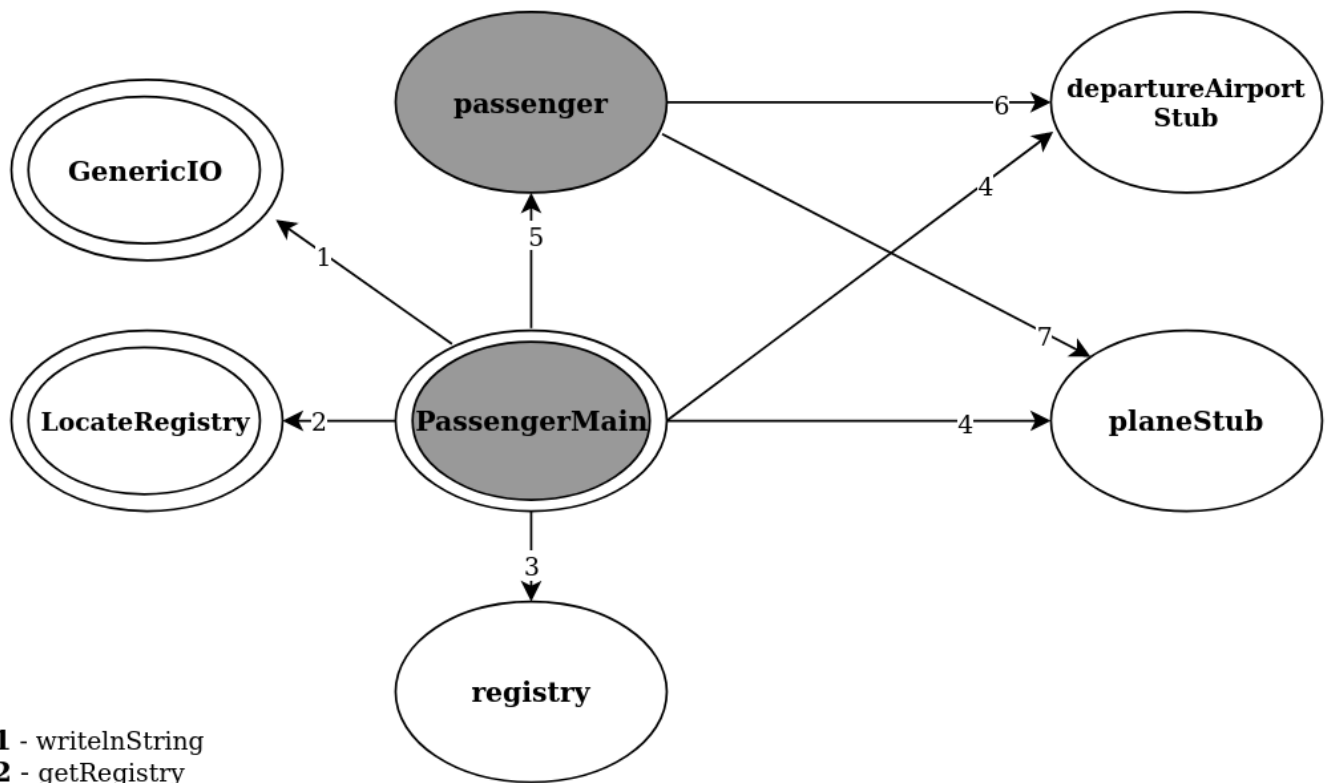 passenger
6
departureAirport
Stub
GenericIO
4
5
1
7
LocateRegistry
2
PassengerMain
4
planeStub
3
registry
1 - writelnString
2 - getRegistry